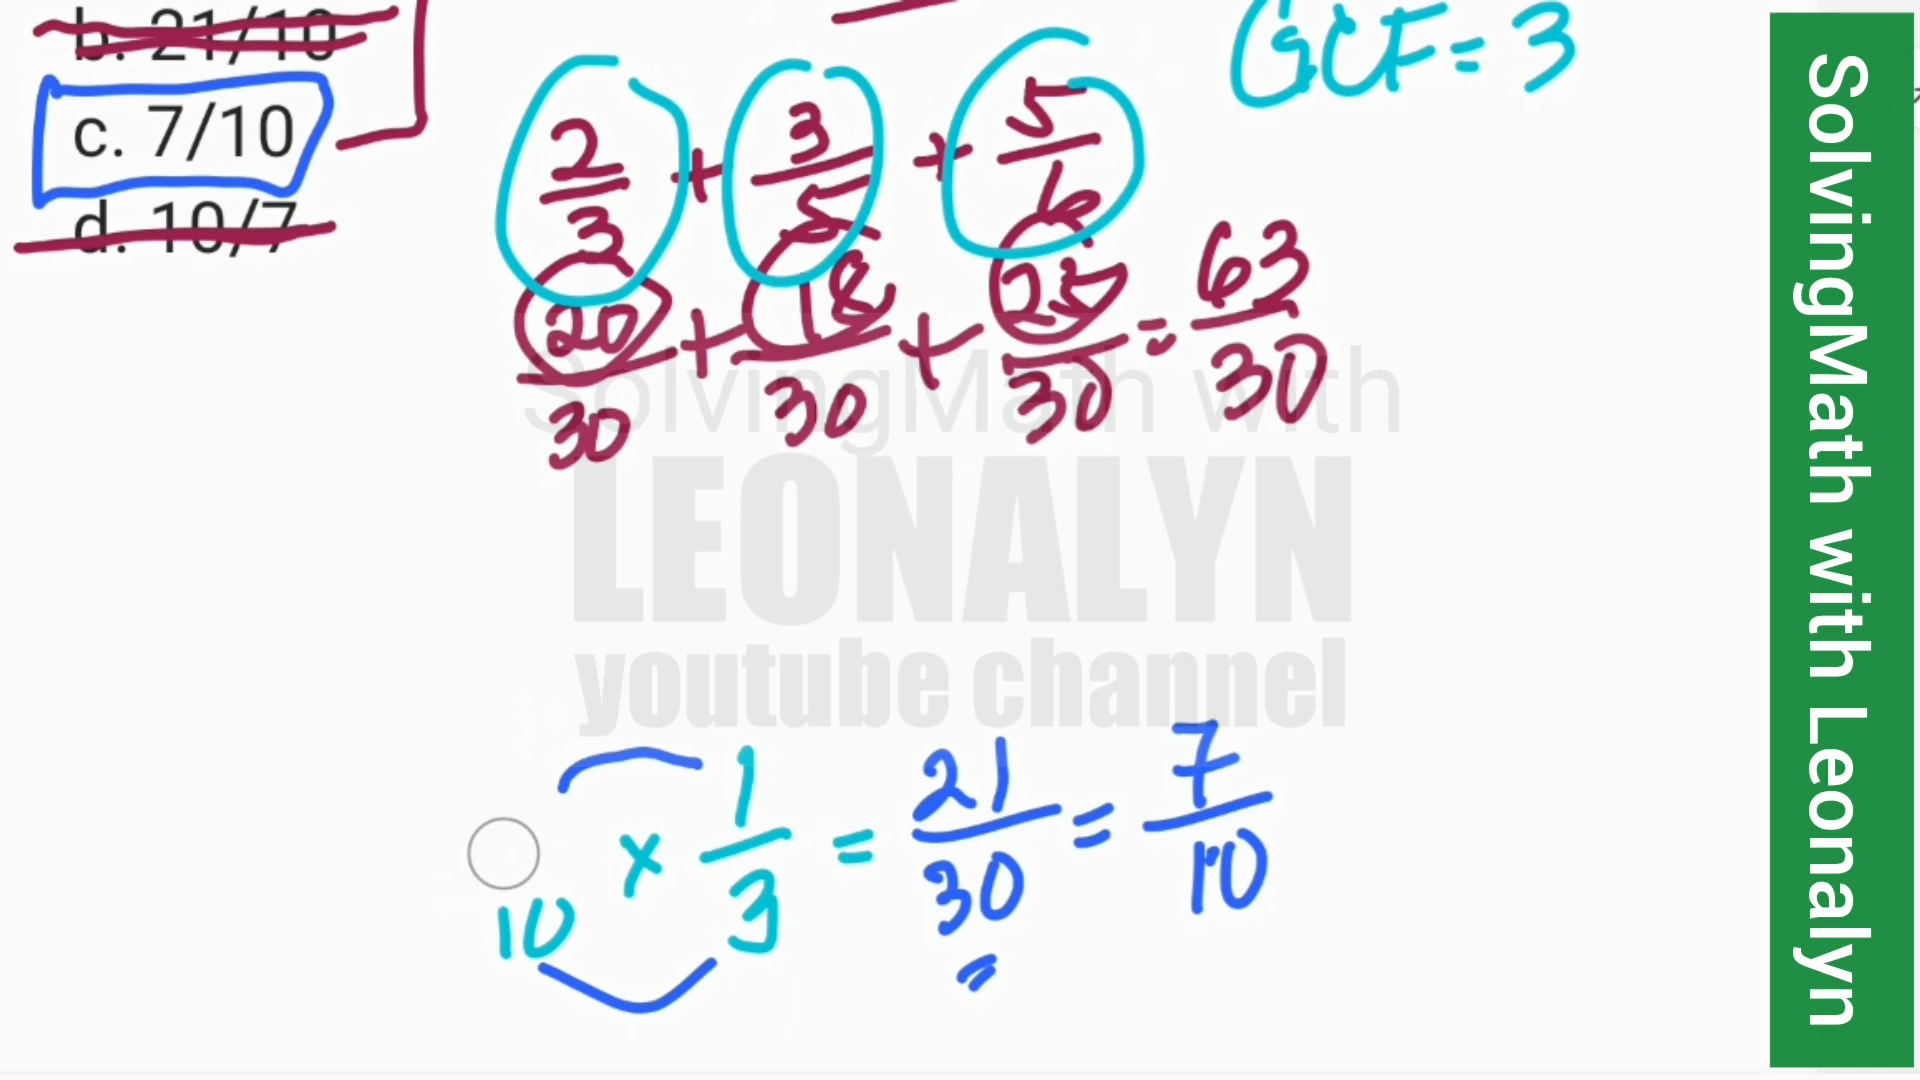 b. 21/10
GCF = 3
c. 7/10
2/3 + 3/5 + 5/6
d. 10/7
20/30 + 18/30 + 25/30 = 63/30
SolvingMath with
LEONALYN
youtube channel
10 x 1/3 = 21/30 = 7/10
=
SolvingMath with Leonalyn